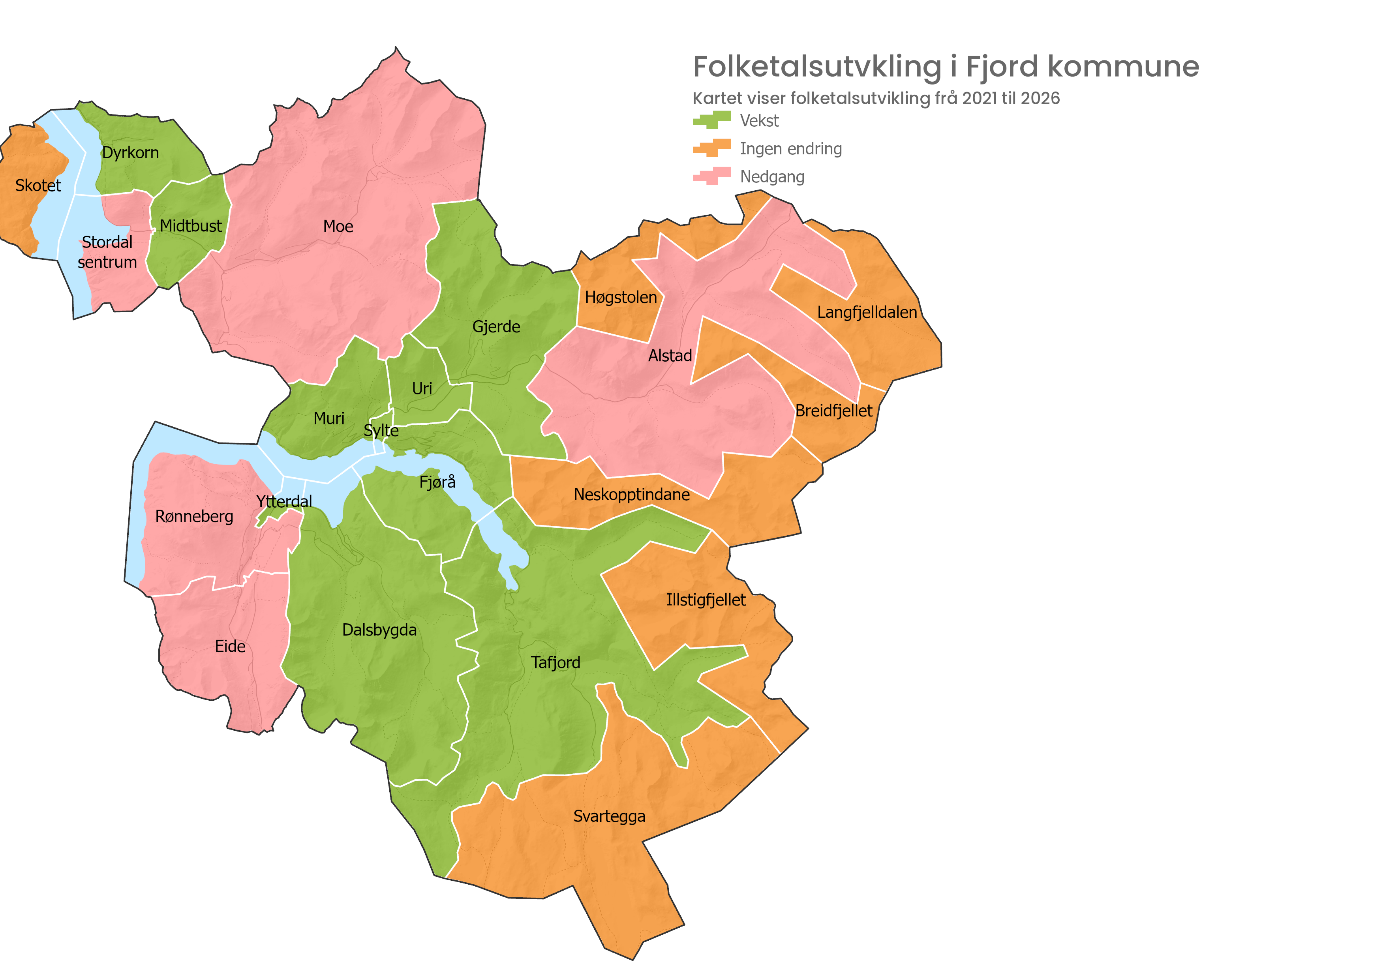 Folketalsutvkling i Fjord kommune
Kartet viser folketalsutvikling frå 2021 til 2026
Vekst
Ingen endring
Nedgang
Dyrkorn
Skotet
Midtbust
Moe
Stordal
sentrum
Høgstolen
Langfjelldalen
Gjerde
Alstad
Uri
Muri
Breidfjellet
Sylte
Fjørå
Neskopptindane
Ytterdal
Rønneberg
Illstigfjellet
Dalsbygda
Eide
Tafjord
Svartegga